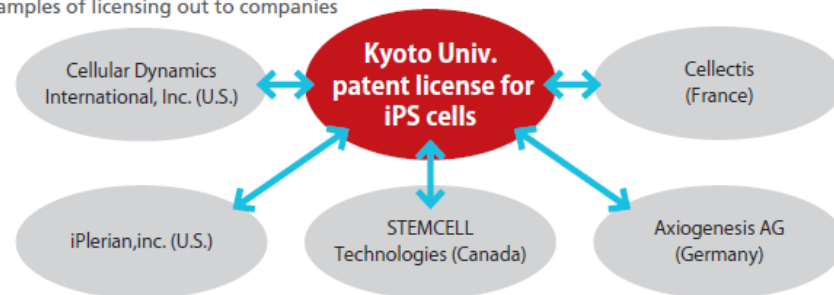 amples of licensing out to companies
Kyoto Univ.
patent license for
iPS cells
Cellular Dynamics
International, Inc. (U.S.)
Cellectis
(France)
iPlerian,inc. (U.S.)
STEMCELL
Technologies (Canada)
Axiogenesis AG
(Germany)